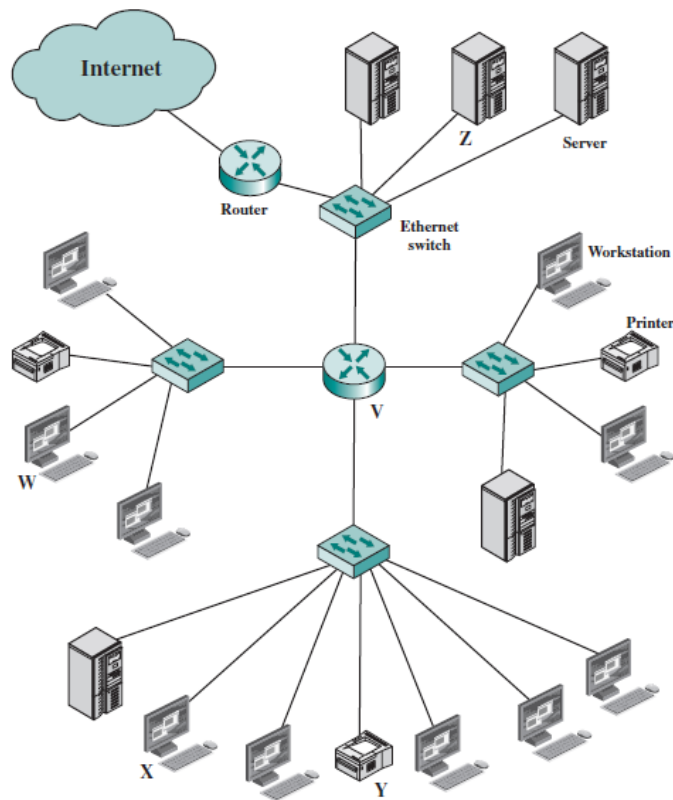 Internet
Z
Server
Router
Ethernet
switch
Workstation
Printer
V
W
X
Y